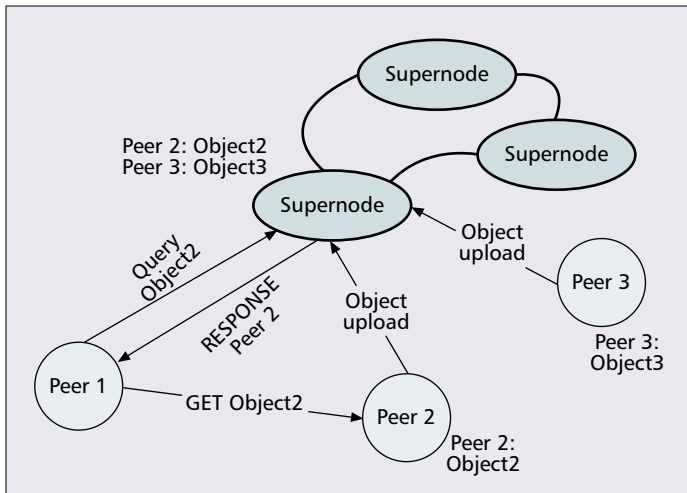 Supernode
Supernode
Peer 2: Object2
Peer 3: Object3
Supernode
Query
Object2
RESPONSE
Peer 2
Object
upload
Object
upload
Peer 3
Peer 3:
Object3
Peer 1
GET Object2
Peer 2
Peer 2:
Object2